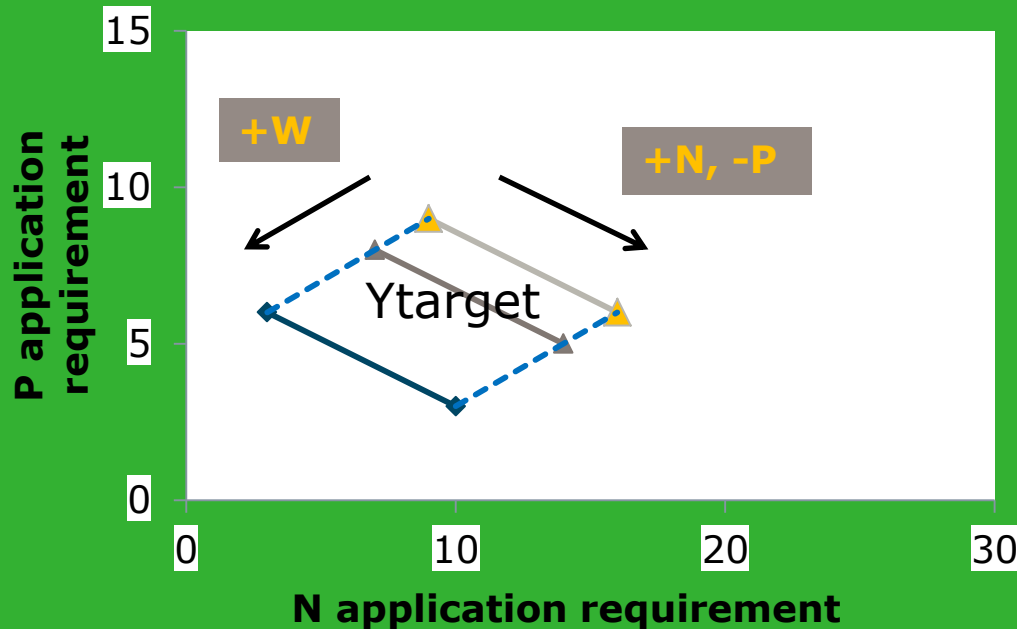 15
10
5
0
P application
requirement
+W
+N, -P
Ytarget
0 10 20 30
N application requirement